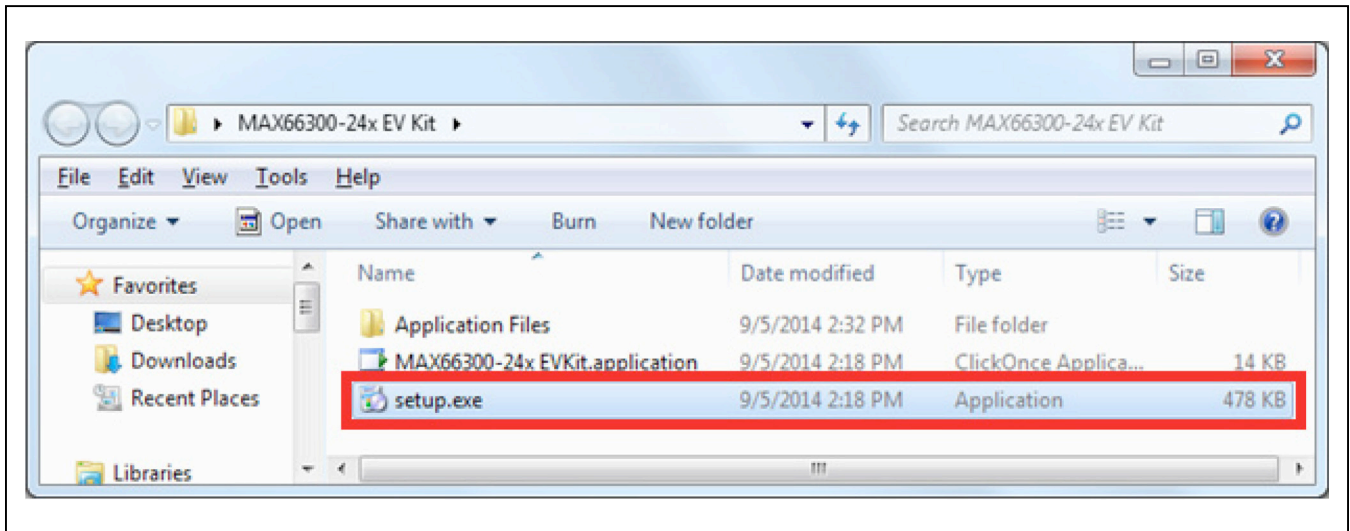 MAX66300-24x EV Kit
Search MAX66300-24x EV Kit
File Edit View Tools Help
Organize Open Share with Burn New folder
Favorites
Desktop
Downloads
Recent Places
Libraries
Name Date modified Type Size
Application Files 9/5/2014 2:32 PM File folder
MAX66300-24x EVKit.application 9/5/2014 2:18 PM ClickOnce Applica... 14 KB
setup.exe 9/5/2014 2:18 PM Application 478 KB